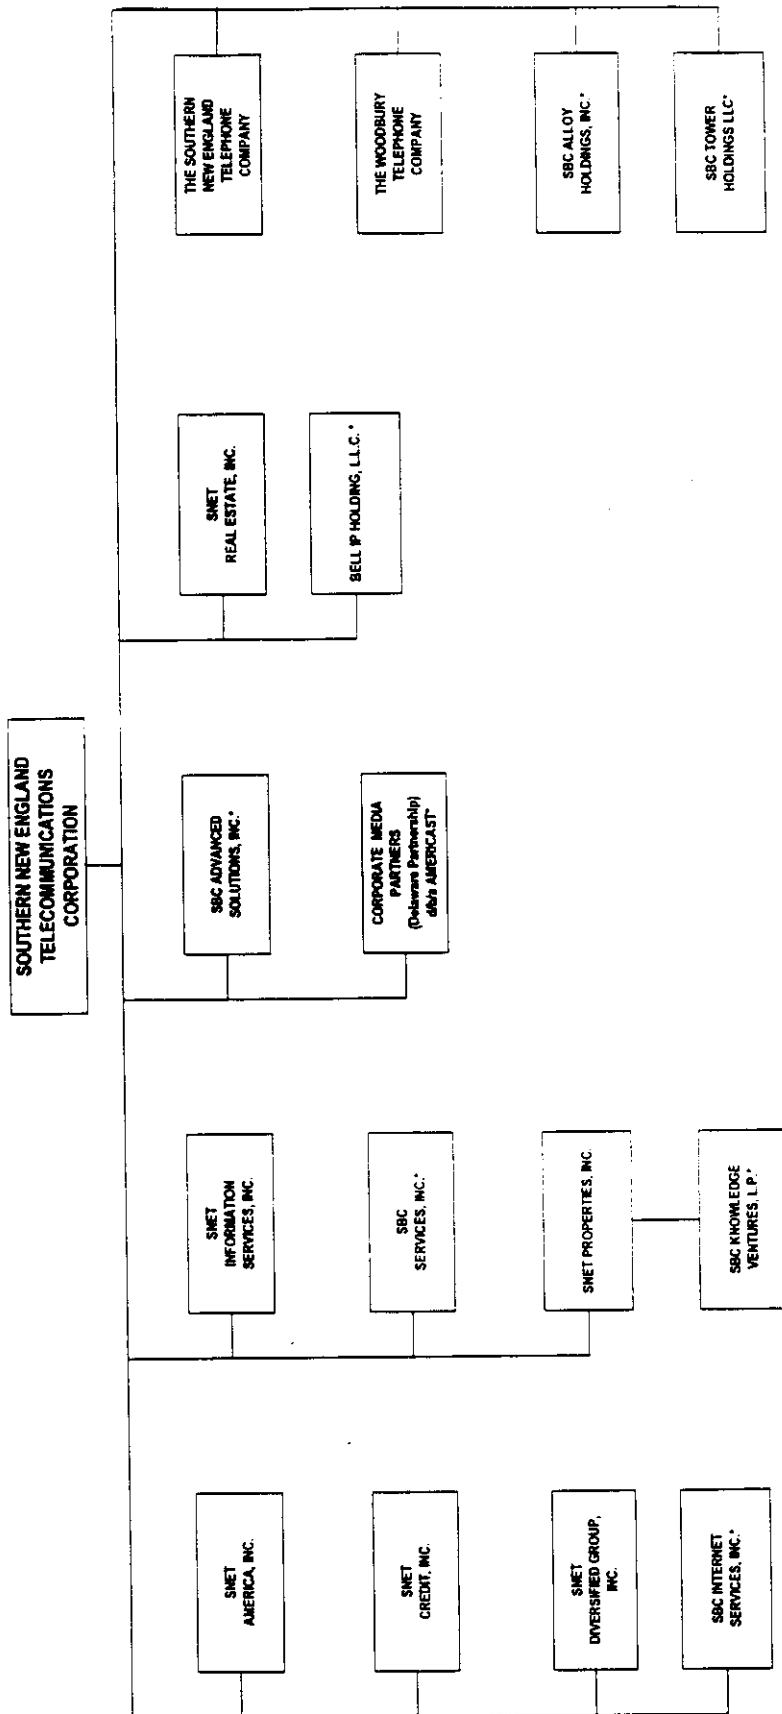 SOUTHERN NEW ENGLAND
TELECOMMUNICATIONS
CORPORATION
SNET
AMERICA, INC.
SNET
CREDIT, INC.
SNET
DIVERSIFIED GROUP,
INC.
SBC INTERNET
SERVICES, INC.*
SNET
INFORMATION
SERVICES, INC.
SBC
SERVICES, INC.*
SNET PROPERTIES, INC.
SBC KNOWLEDGE
VENTURES, L.P.*
SBC ADVANCED
SOLUTIONS, INC.*
CORPORATE MEDIA
PARTNERS
(Delaware Partnership)
d/b/a AMERICAST*
SNET
REAL ESTATE, INC.
BELL IP HOLDING, L.L.C. *
THE SOUTHERN
NEW ENGLAND
TELEPHONE
COMPANY
THE WOODBURY
TELEPHONE
COMPANY
SBC ALLOY
HOLDINGS, INC.*
SBC TOWER
HOLDINGS LLC*